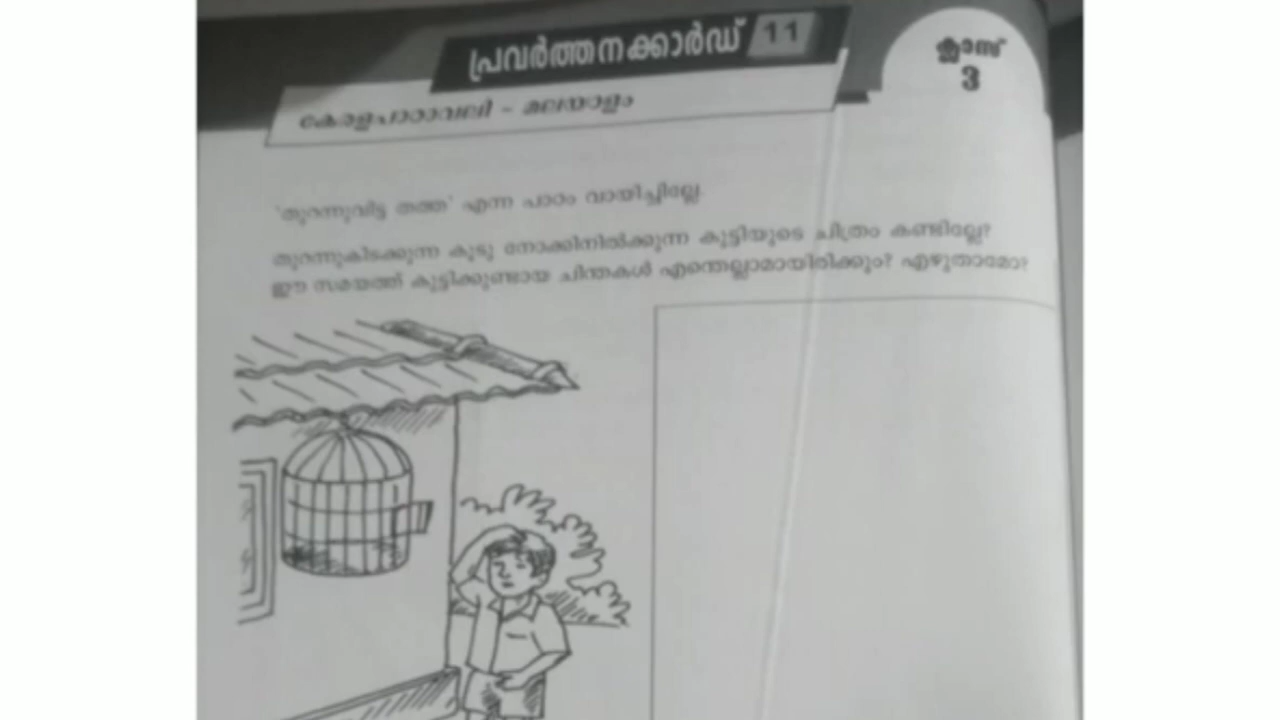 പ്രവർത്തനക്കാർഡ് 11
ക്ലാസ്
3
കേരളപാഠാവലി - മലയാളം
'തുറന്നുവിട്ട തത്ത' എന്ന പാഠം വായിച്ചില്ലേ.
തുറന്നുകിടക്കുന്ന കൂടു നോക്കിനിൽക്കുന്ന കുട്ടിയുടെ ചിത്രം കണ്ടില്ലേ?
ഈ സമയത്ത് കുട്ടിക്കുണ്ടായ ചിന്തകൾ എന്തെല്ലാമായിരിക്കും? എഴുതാമോ?